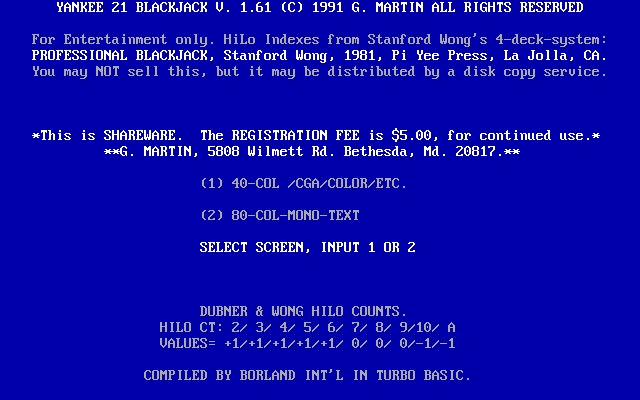 YANKEE 21 BLACKJACK V. 1.61 (C) 1991 G. MARTIN ALL RIGHTS RESERVED
For Entertainment only. HiLo Indexes from Stanford Wong's 4-deck-system:
PROFESSIONAL BLACKJACK, Stanford Wong, 1981, Pi Yee Press, La Jolla, CA.
You may NOT sell this, but it may be distributed by a disk copy service.
*This is SHAREWARE.  The REGISTRATION FEE is $5.00, for continued use.*
**G. MARTIN, 5808 Wilmett Rd. Bethesda, Md. 20817.**
(1) 40-COL /CGA/COLOR/ETC.
(2) 80-COL-MONO-TEXT
SELECT SCREEN, INPUT 1 OR 2
DUBNER & WONG HILO COUNTS.
HILO CT: 2/ 3/ 4/ 5/ 6/ 7/ 8/ 9/10/ A
VALUES= +1/+1/+1/+1/+1/ 0/ 0/ 0/-1/-1
COMPILED BY BORLAND INT'L IN TURBO BASIC.